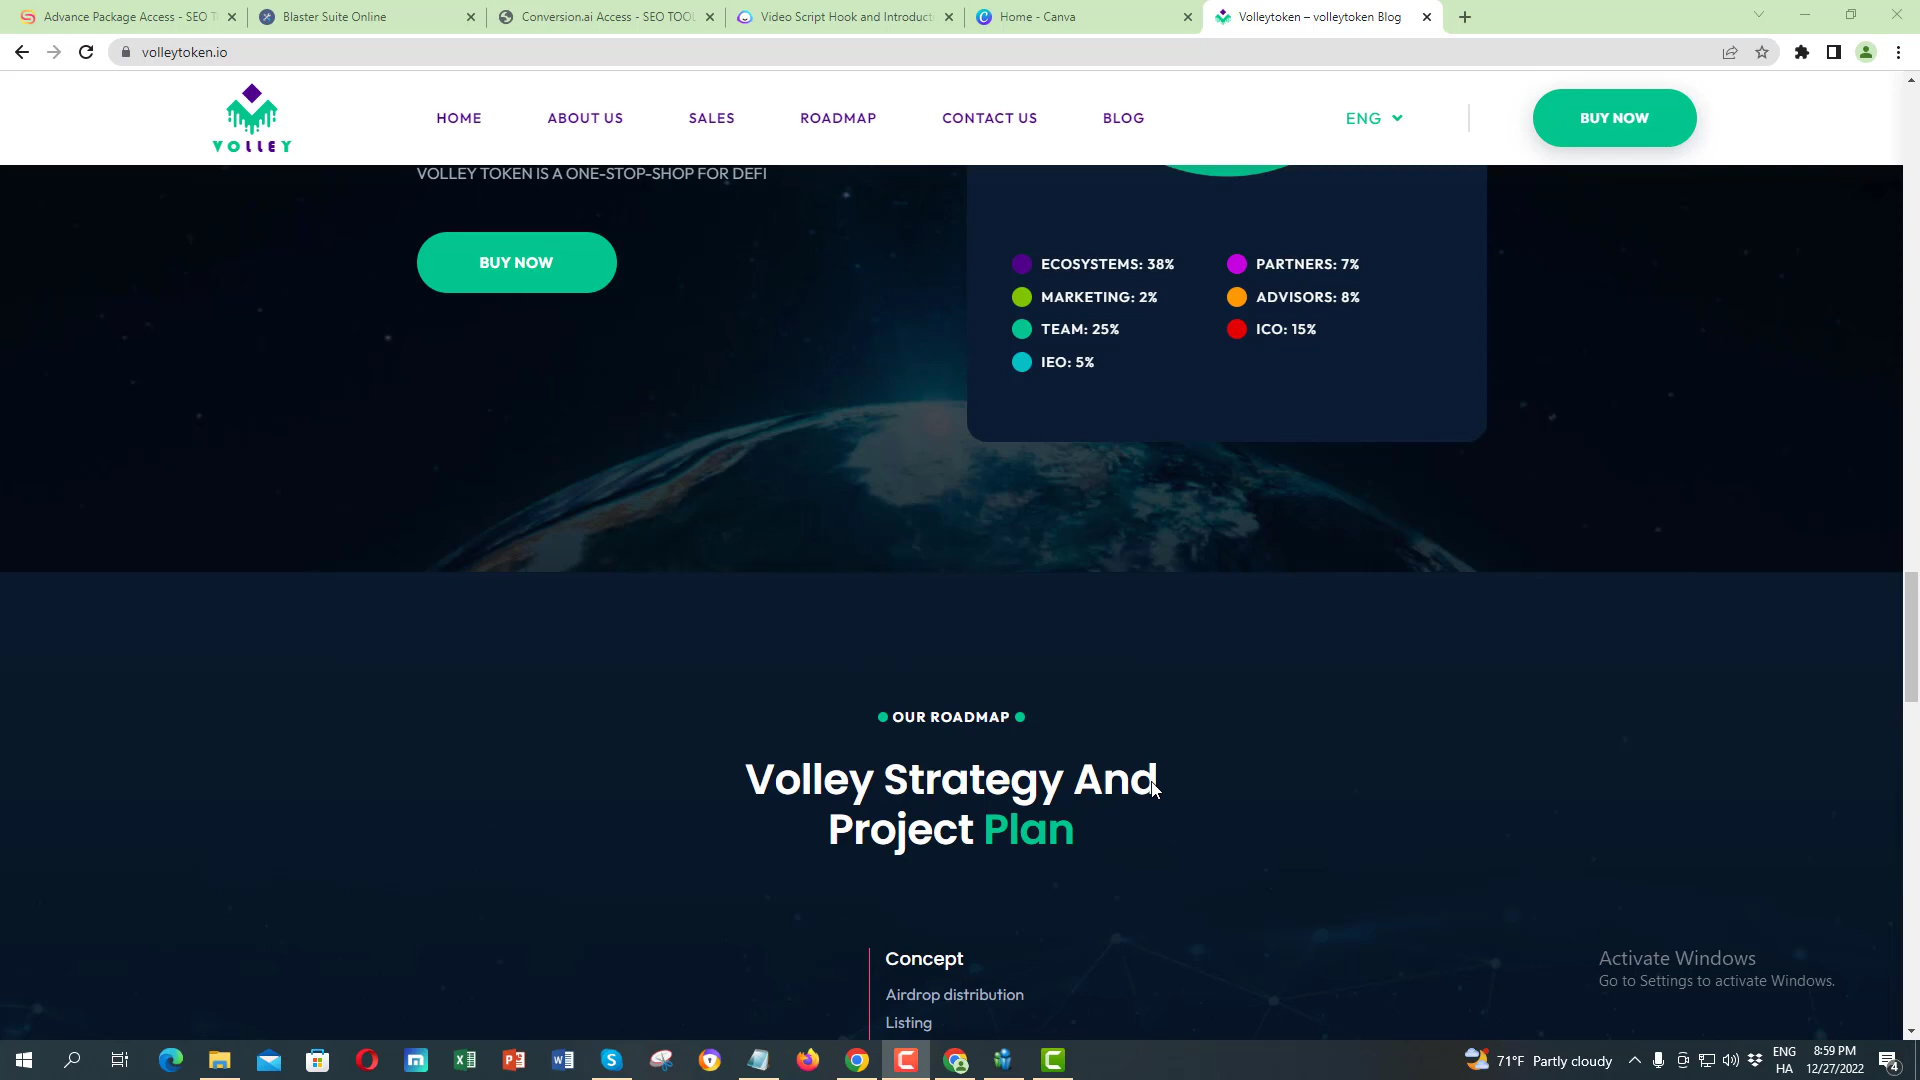 Advance Package Access - SEO T
Blaster Suite Online
Conversion.ai Access - SEO TOOL
Video Script Hook and Introduct
Home - Canva
Volleytoken – volleytoken Blog
volleytoken.io
VOLLEY
HOME
ABOUT US
SALES
ROADMAP
CONTACT US
BLOG
ENG
BUY NOW
VOLLEY TOKEN IS A ONE-STOP-SHOP FOR DEFI
BUY NOW
ECOSYSTEMS: 38%
PARTNERS: 7%
MARKETING: 2%
ADVISORS: 8%
TEAM: 25%
ICO: 15%
IEO: 5%
OUR ROADMAP
Volley Strategy And
Project Plan
Concept
Airdrop distribution
Listing
Activate Windows
Go to Settings to activate Windows.
71°F Partly cloudy
ENG
HA
8:59 PM
12/27/2022
4